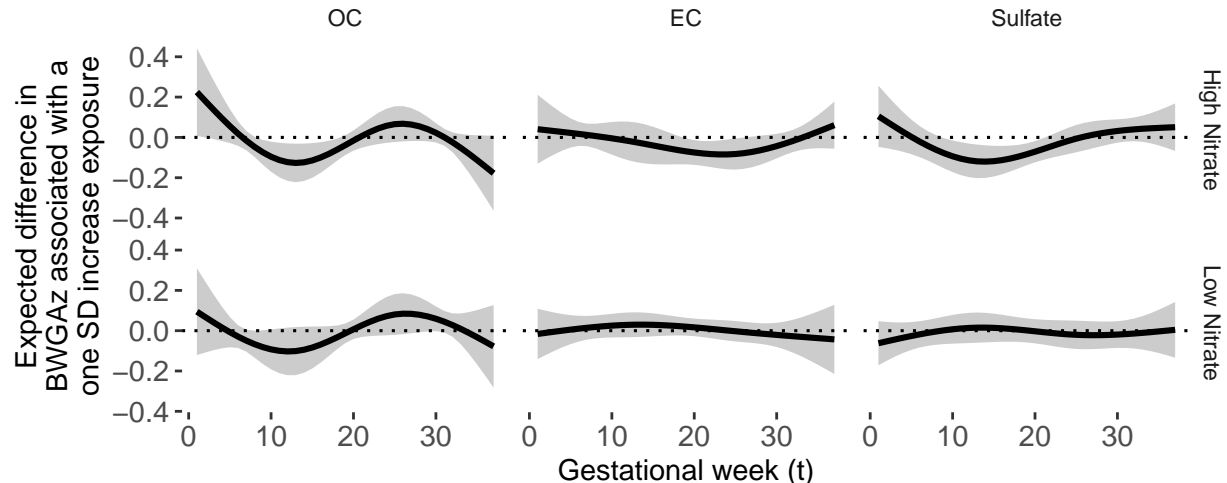 OC EC Sulfate
Expected difference in
BWGAz associated with a
one SD increase exposure
0.4
0.2
0.0
−0.2
−0.4
High Nitrate
0.4
0.2
0.0
−0.2
−0.4
Low Nitrate
0 10 20 30 0 10 20 30 0 10 20 30
Gestational week (t)